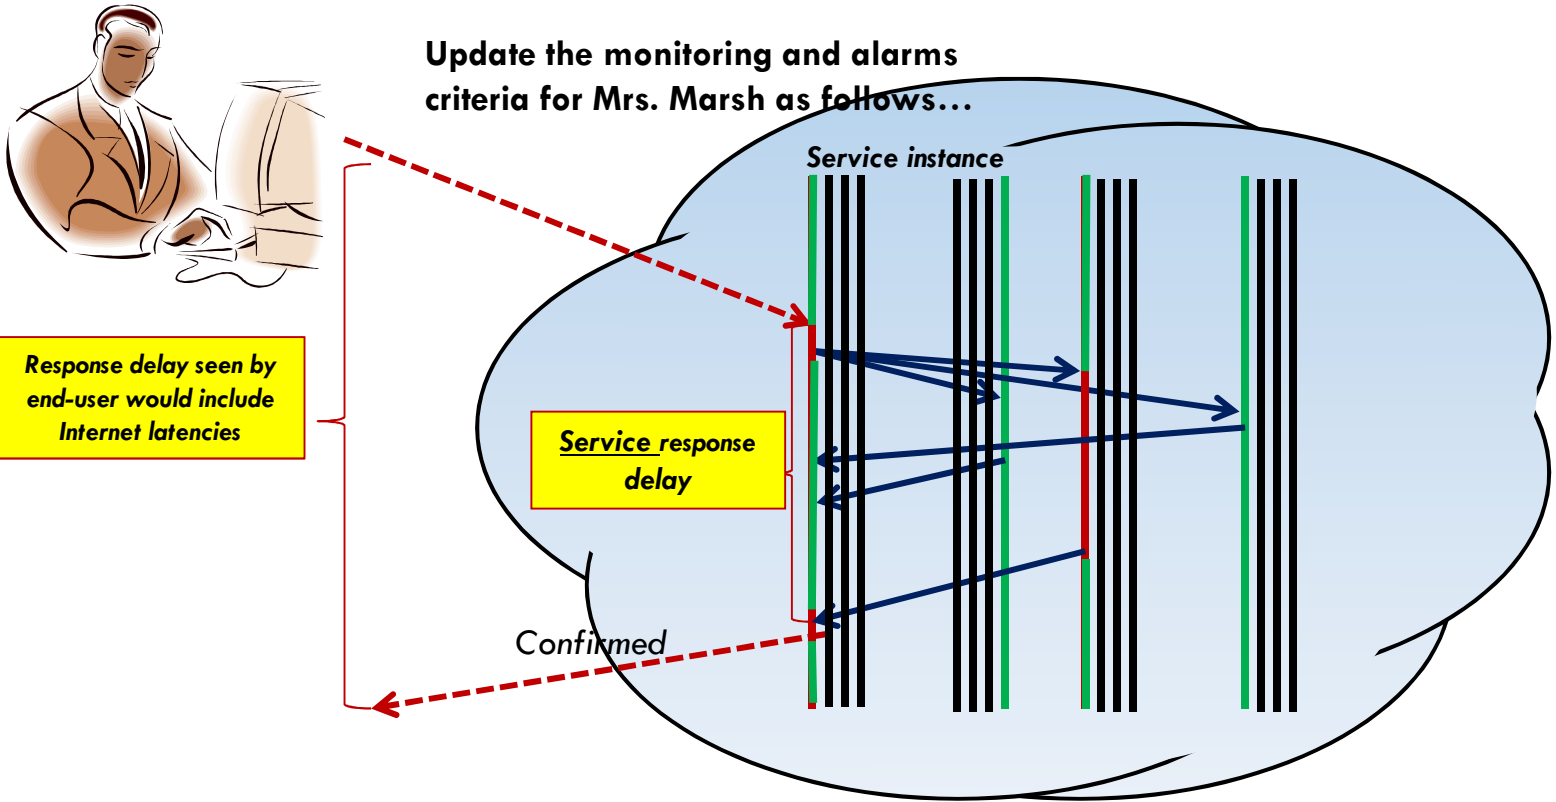 Update the monitoring and alarms
criteria for Mrs. Marsh as follows…
Service instance
Response delay seen by
end-user would include
Internet latencies
Service response
delay
Confirmed